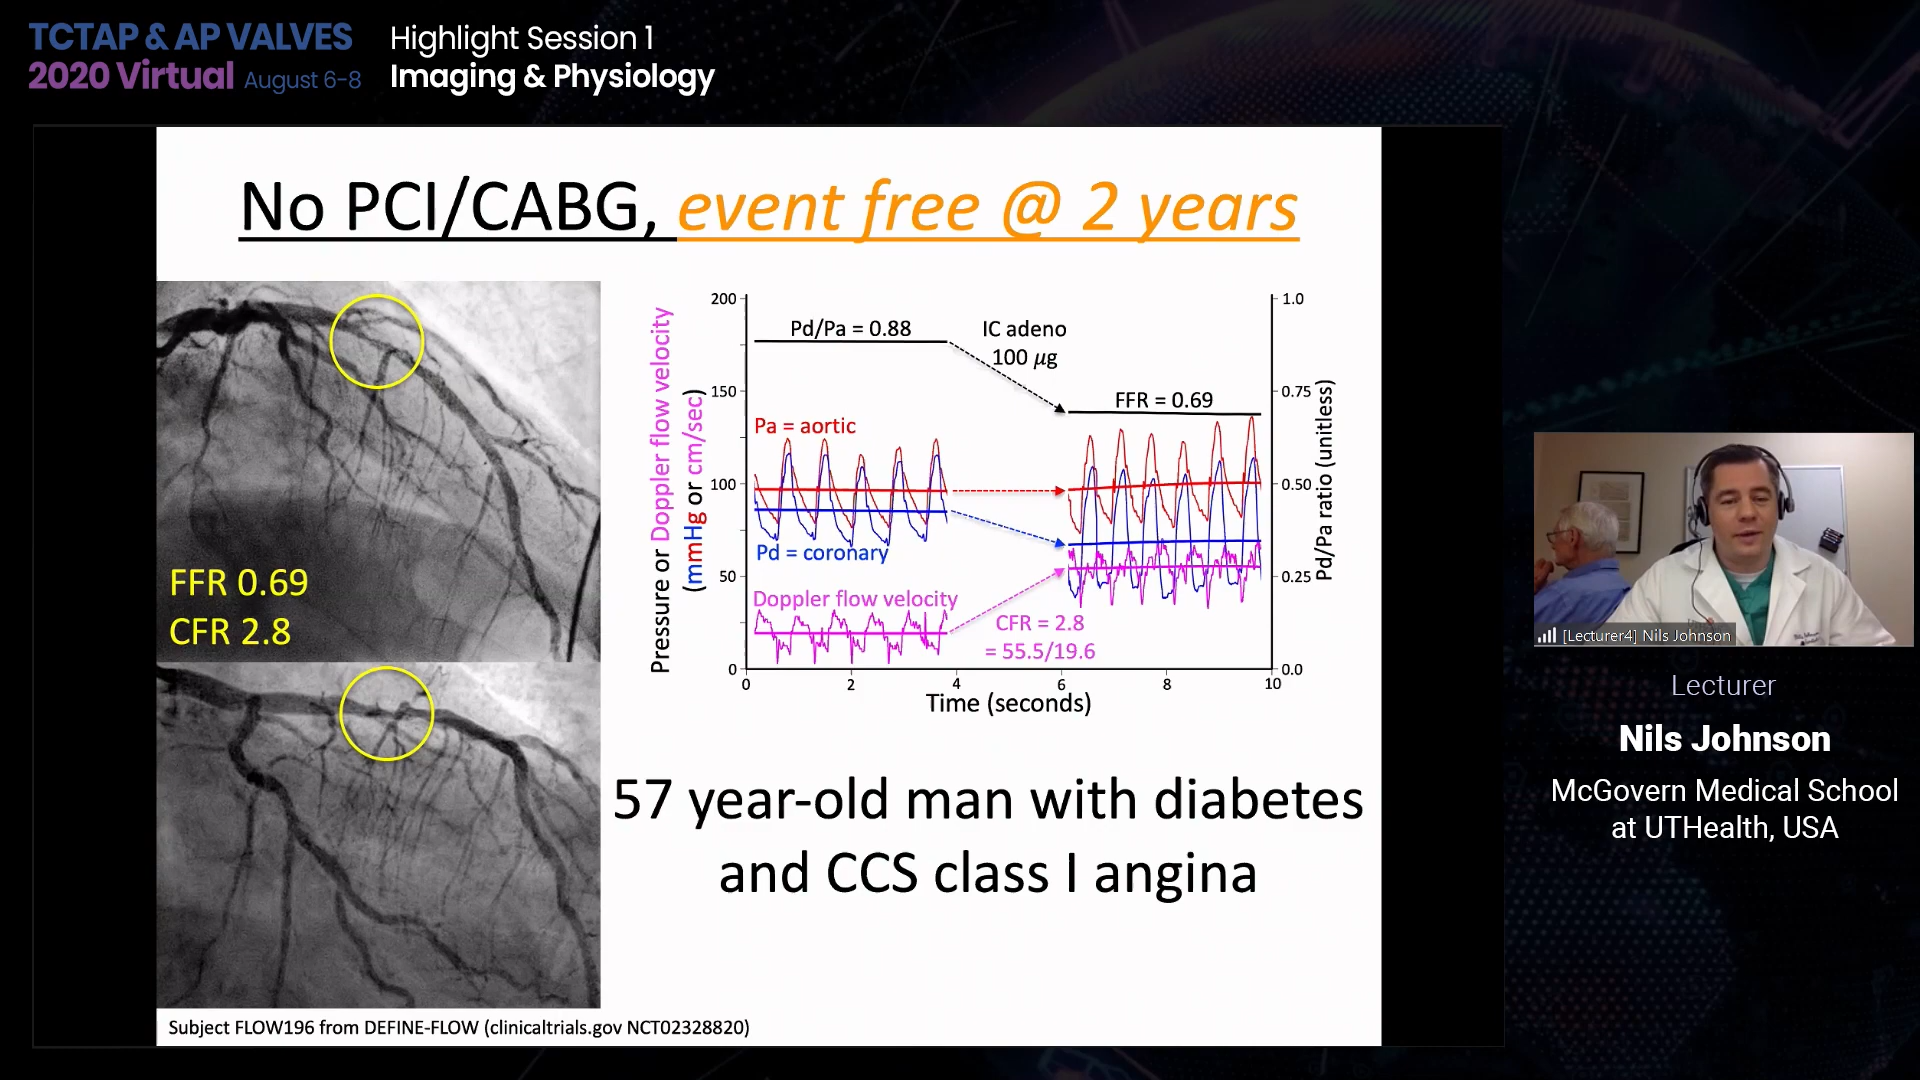 TCTAP & AP VALVES
2020 Virtual August 6-8
Highlight Session 1
Imaging & Physiology
No PCI/CABG, event free @ 2 years
FFR 0.69
CFR 2.8
Pressure or Doppler flow velocity
(mmHg or cm/sec)
200
150
100
50
0
Pd/Pa = 0.88
IC adeno
100 µg
FFR = 0.69
Pa = aortic
Pd = coronary
Doppler flow velocity
CFR = 2.8
= 55.5/19.6
1.0
0.75
0.50
0.25
0.0
Pd/Pa ratio (unitless)
0 2 4 6 8 10
Time (seconds)
57 year-old man with diabetes
and CCS class I angina
Subject FLOW196 from DEFINE-FLOW (clinicaltrials.gov NCT02328820)
[Lecturer4] Nils Johnson
Lecturer
Nils Johnson
McGovern Medical School
at UTHealth, USA